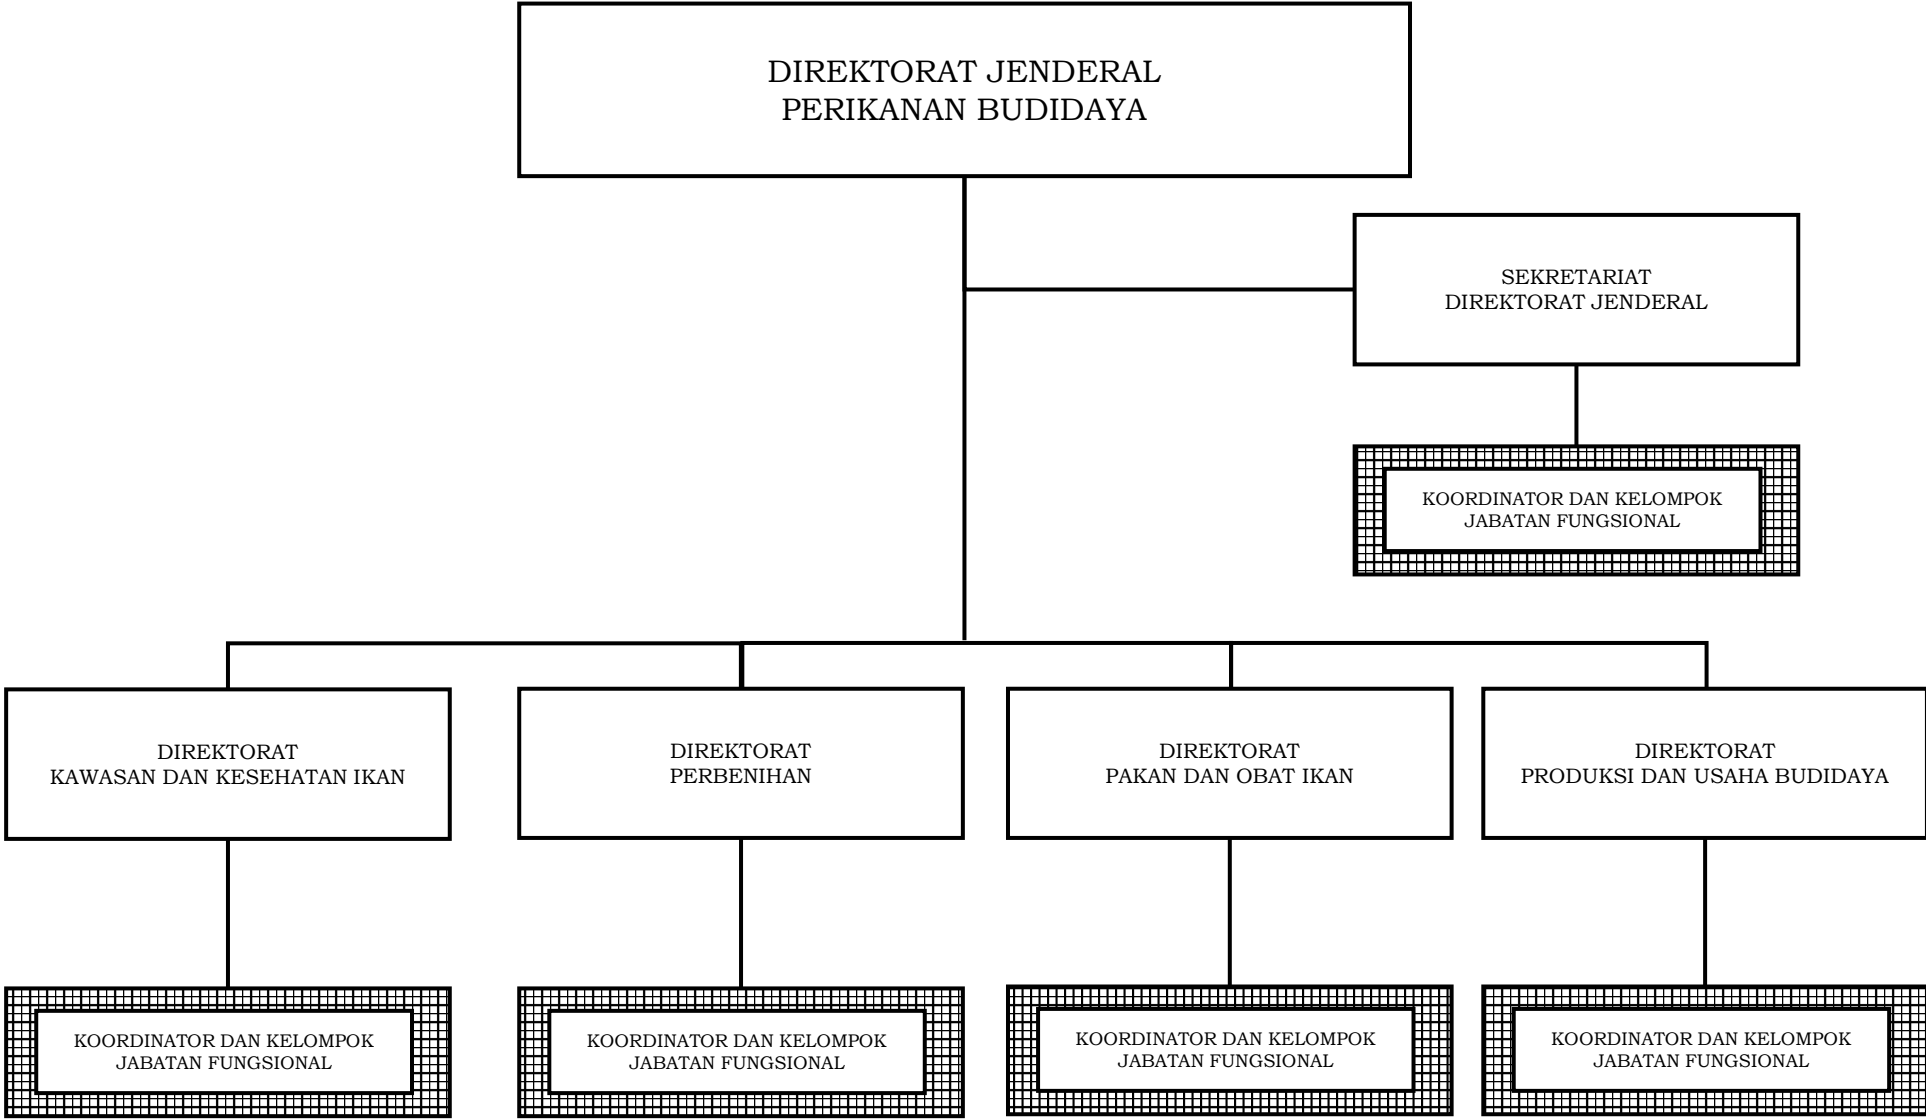 DIREKTORAT JENDERAL
PERIKANAN BUDIDAYA
SEKRETARIAT
DIREKTORAT JENDERAL
KOORDINATOR DAN KELOMPOK
JABATAN FUNGSIONAL
DIREKTORAT
KAWASAN DAN KESEHATAN IKAN
DIREKTORAT
PERBENIHAN
DIREKTORAT
PAKAN DAN OBAT IKAN
DIREKTORAT
PRODUKSI DAN USAHA BUDIDAYA
KOORDINATOR DAN KELOMPOK
JABATAN FUNGSIONAL
KOORDINATOR DAN KELOMPOK
JABATAN FUNGSIONAL
KOORDINATOR DAN KELOMPOK
JABATAN FUNGSIONAL
KOORDINATOR DAN KELOMPOK
JABATAN FUNGSIONAL